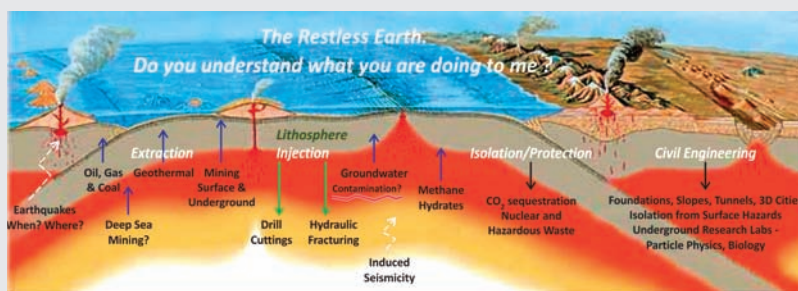 The Restless Earth.
Do you understand what you are doing to me ?
Lithosphere
Extraction
Injection
Isolation/Protection
Civil Engineering
Oil, Gas
& Coal
Geothermal
Mining
Surface &
Underground
Groundwater
Contamination?
Methane
Hydrates
CO₂ sequestration
Nuclear and
Hazardous Waste
Foundations, Slopes, Tunnels, 3D Citie
Isolation from Surface Hazards
Underground Research Labs -
Particle Physics, Biology
Earthquakes
When? Where?
Deep Sea
Mining?
Drill
Cuttings
Hydraulic
Fracturing
Induced
Seismicity